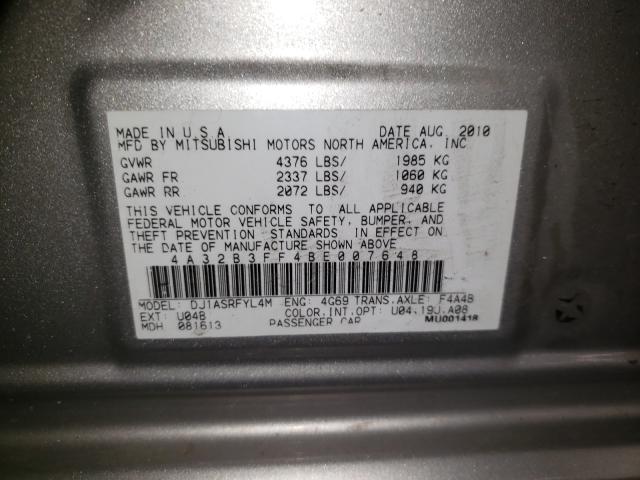 MADE IN U.S.A. DATE AUG. 2010
MFD BY MITSUBISHI MOTORS NORTH AMERICA, INC
GVWR 4376 LBS/ 1985 KG
GAWR FR 2337 LBS/ 1060 KG
GAWR RR 2072 LBS/ 940 KG
THIS VEHICLE CONFORMS TO ALL APPLICABLE
FEDERAL MOTOR VEHICLE SAFETY, BUMPER, AND
THEFT PREVENTION STANDARDS IN EFFECT ON
THE DATE OF MANUFACTURE SHOWN ABOVE
4A32B3FF4BE007648
MODEL: DJ1ASRFYL4M ENG: 4G69 TRANS.AXLE: F4A4B
EXT: U04B COLOR.INT.OPT: U04.19J.A08
MDH 081613 PASSENGER CAR MU001418